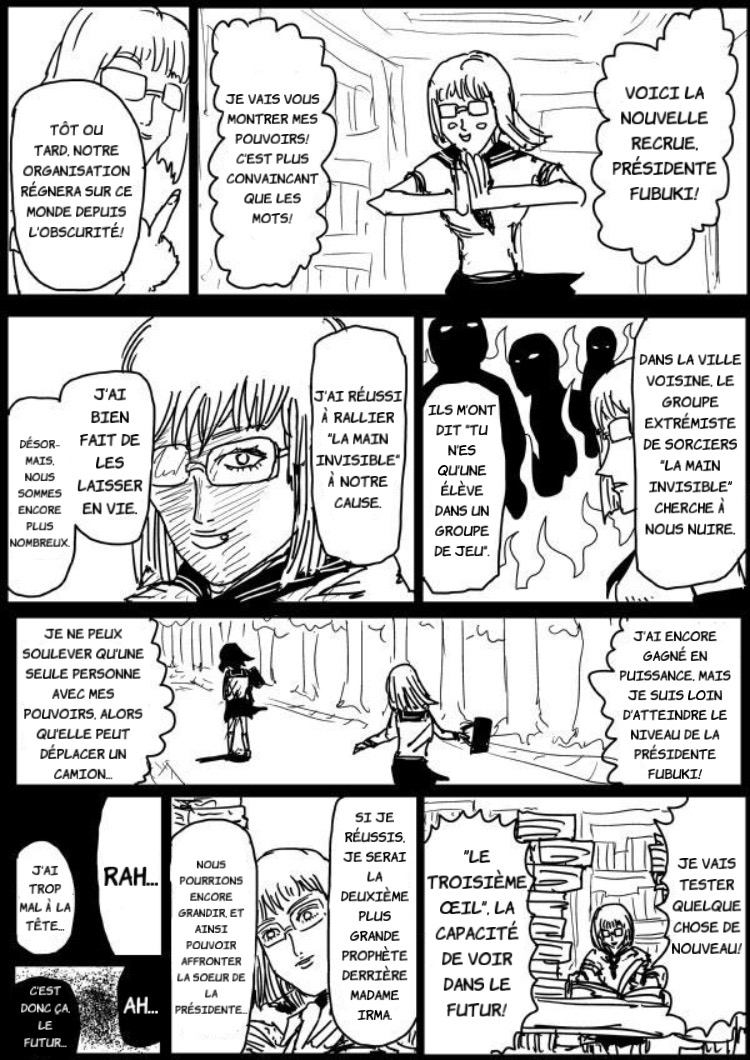 VOICI LA
NOUVELLE
RECRUE,
PRÉSIDENTE
FUBUKI!
JE VAIS VOUS
MONTRER MES
POUVOIRS!
C'EST PLUS
CONVAINCANT
QUE LES
MOTS!
TÔT OU
TARD, NOTRE
ORGANISATION
RÉGNERA SUR CE
MONDE DEPUIS
L'OBSCURITÉ!
DANS LA VILLE
VOISINE, LE
GROUPE
EXTRÉMISTE
DE SORCIERS
"LA MAIN
INVISIBLE"
CHERCHE À
NOUS NUIRE.
ILS M'ONT
DIT "TU
N'ES
QU'UNE
ÉLÈVE
DANS UN
GROUPE
DE JEU".
J'AI RÉUSSI
À RALLIER
"LA MAIN
INVISIBLE"
À NOTRE
CAUSE.
J'AI
BIEN
FAIT DE
LES
LAISSER
EN VIE.
DÉSOR-
MAIS,
NOUS
SOMMES
ENCORE
PLUS
NOMBREUX.
J'AI ENCORE
GAGNÉ EN
PUISSANCE, MAIS
JE SUIS LOIN
D'ATTEINDRE LE
NIVEAU DE LA
PRÉSIDENTE
FUBUKI!
JE NE PEUX
SOULEVER QU'UNE
SEULE PERSONNE
AVEC MES
POUVOIRS, ALORS
QU'ELLE PEUT
DÉPLACER UN
CAMION...
JE VAIS
TESTER
QUELQUE
CHOSE DE
NOUVEAU!
"LE
TROISIÈME
ŒIL", LA
CAPACITÉ
DE VOIR
DANS LE
FUTUR!
SI JE
RÉUSSIS,
JE SERAI
LA
DEUXIÈME
PLUS
GRANDE
PROPHÈTE
DERRIÈRE
MADAME
IRMA.
NOUS
POURRIONS
ENCORE
GRANDIR, ET
AINSI
POUVOIR
AFFRONTER
LA SOEUR DE
LA
PRÉSIDENTE...
RAH...
J'AI
TROP
MAL À LA
TÊTE...
AH...
C'EST
DONC ÇA,
LE
FUTUR...